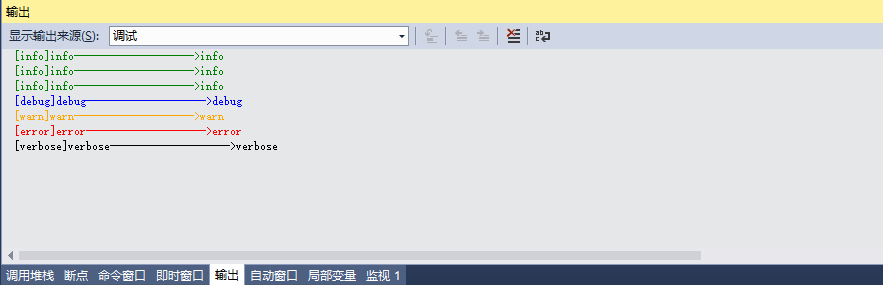 输出
显示输出来源(S): 调试
[info]info————————————>info
[info]info————————————>info
[info]info————————————>info
[debug]debug————————————>debug
[warn]warn————————————>warn
[error]error————————————>error
[verbose]verbose————————————>verbose
调用堆栈 断点 命令窗口 即时窗口 输出 自动窗口 局部变量 监视 1